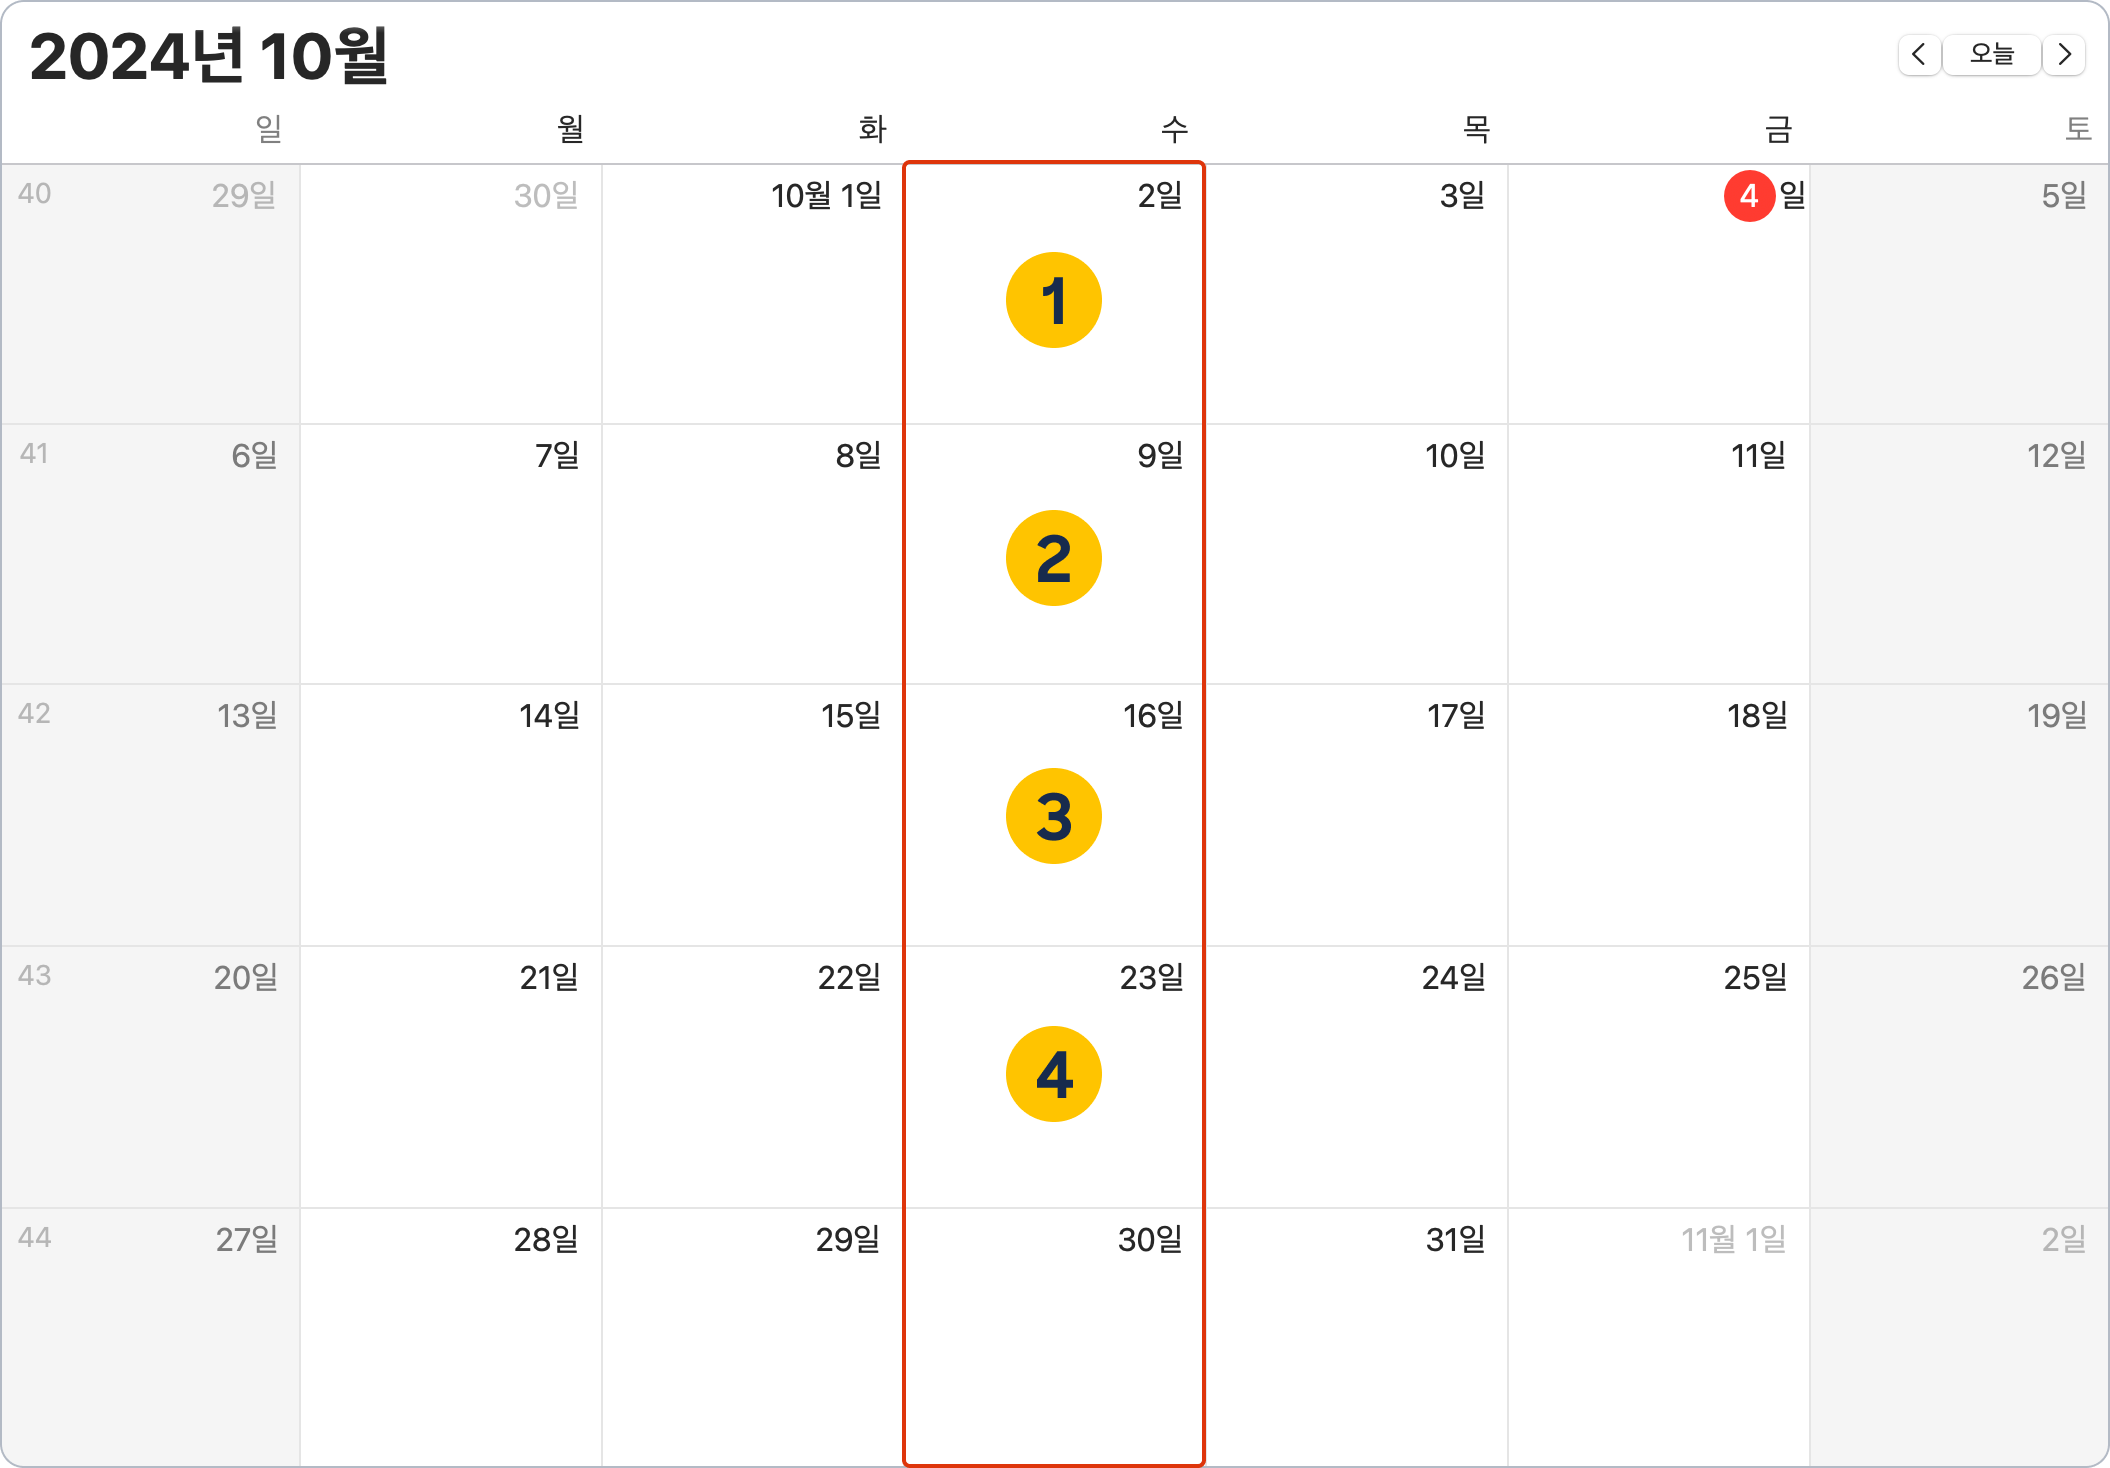 2024년 10월
오늘
일 월 화 수 목 금 토
40 29일 30일 10월 1일 2일 3일 4일 5일
1
41 6일 7일 8일 9일 10일 11일 12일
2
42 13일 14일 15일 16일 17일 18일 19일
3
43 20일 21일 22일 23일 24일 25일 26일
4
44 27일 28일 29일 30일 31일 11월 1일 2일